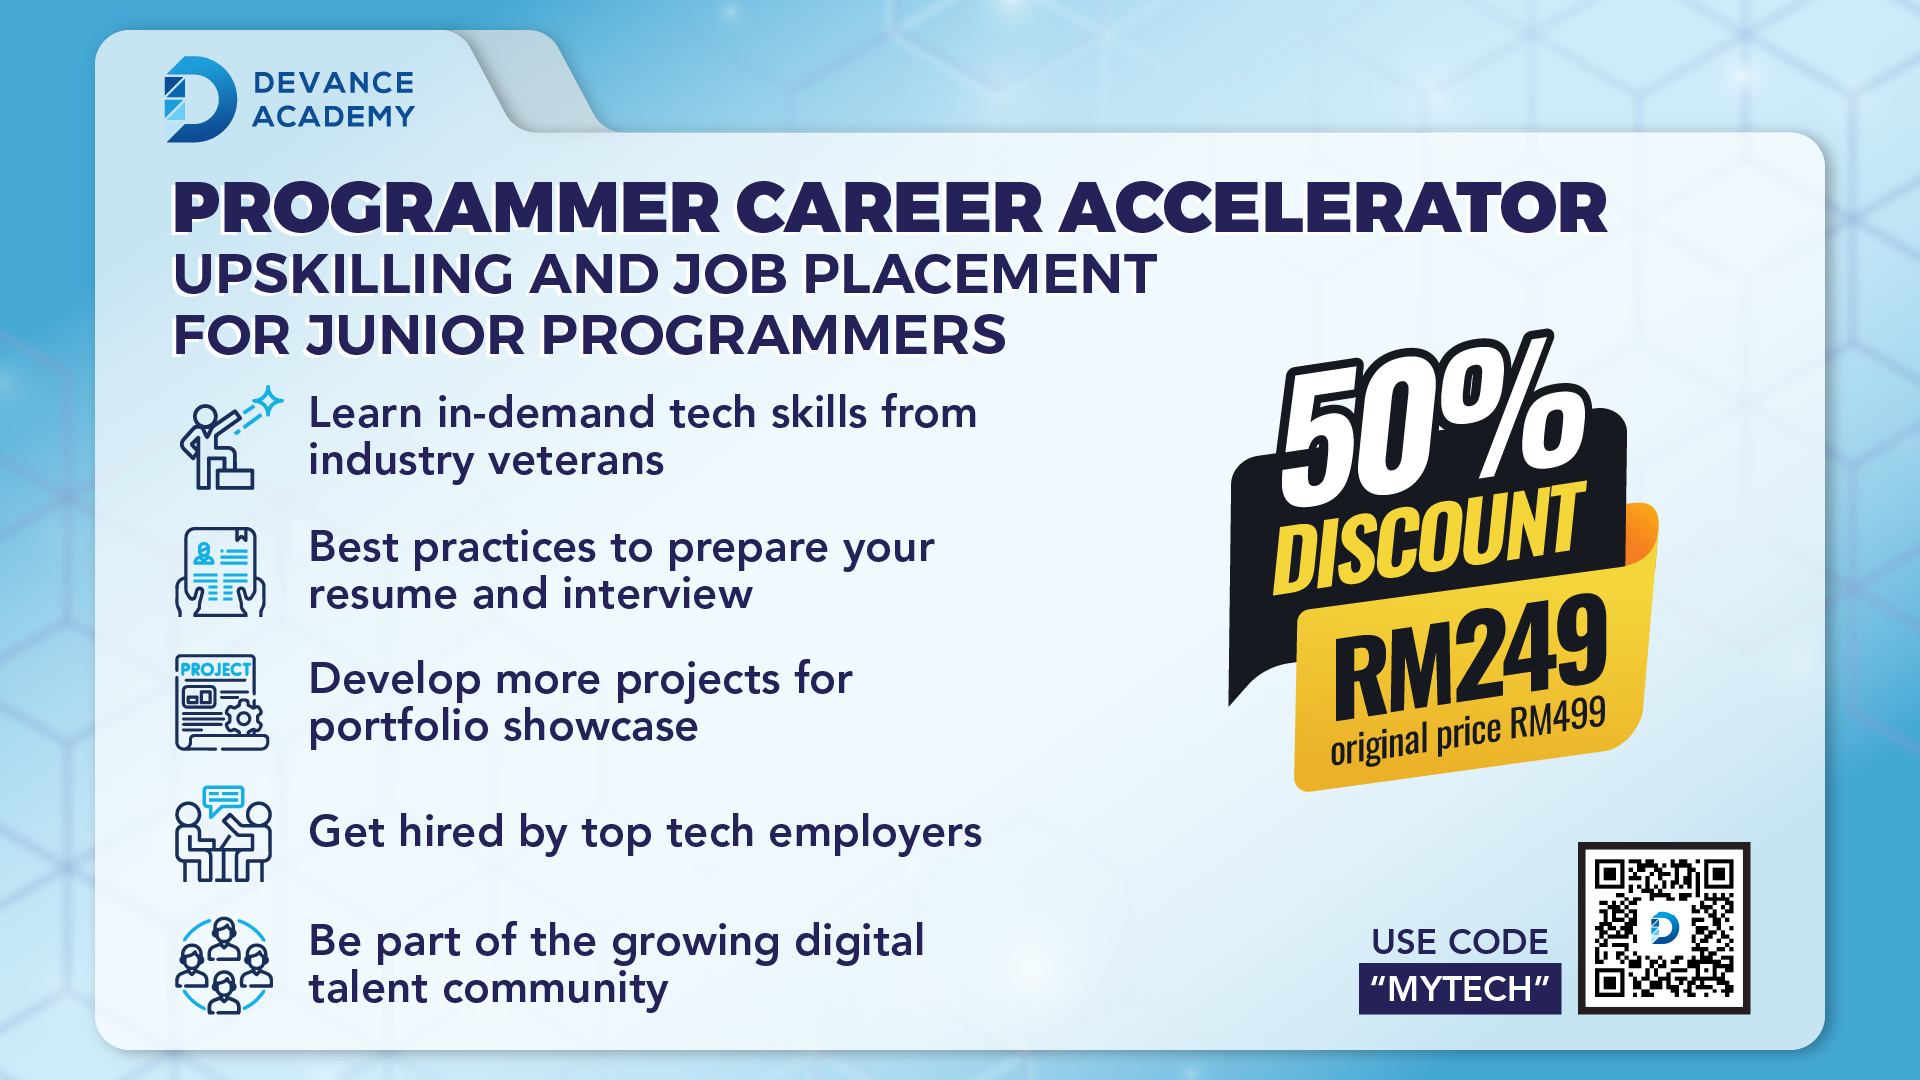 DEVANCE
ACADEMY
PROGRAMMER CAREER ACCELERATOR
UPSKILLING AND JOB PLACEMENT
FOR JUNIOR PROGRAMMERS
Learn in-demand tech skills from
industry veterans
Best practices to prepare your
resume and interview
PROJECT
Develop more projects for
portfolio showcase
Get hired by top tech employers
Be part of the growing digital
talent community
50%
DISCOUNT
RM249
original price RM499
USE CODE
“MYTECH”